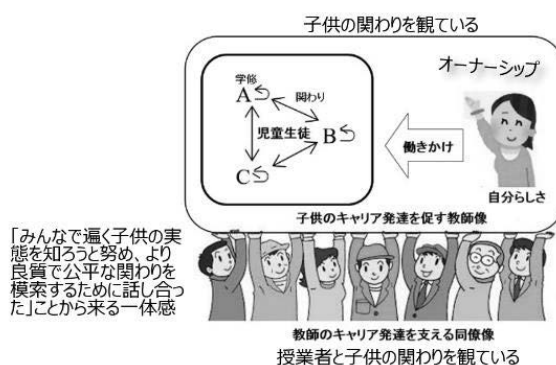 子供の関わりを観ている
オーナーシップ
学修
A
関わり
児童生徒
B
C
働きかけ
自分らしさ
子供のキャリア発達を促す教師像
「みんなで遍く子供の実
態を知ろうと努め、より
良質で公平な関わりを
模索するために話し合っ
た」ことから来る一体感
教師のキャリア発達を支える同僚像
授業者と子供の関わりを観ている